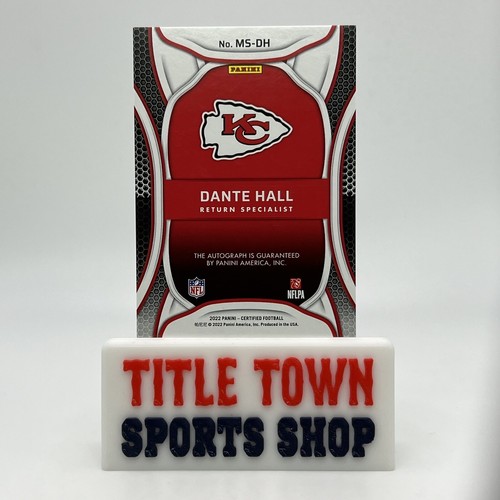 No. MS-DH
PANINI
KC
DANTE HALL
RETURN SPECIALIST
THE AUTOGRAPH IS GUARANTEED
BY PANINI AMERICA, INC.
NFL
NFLPA
2022 PANINI - CERTIFIED FOOTBALL
© 2022 Panini America, Inc. Produced in the USA.
TITLE TOWN
SPORTS SHOP